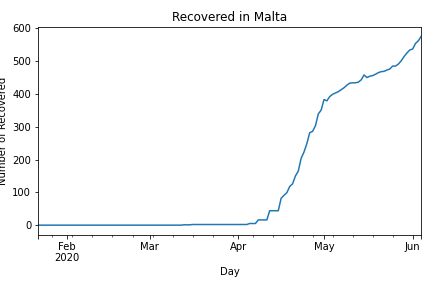 Recovered in Malta
Number of Recovered
600
500
400
300
200
100
0
Feb
2020
Mar
Apr
May
Jun
Day